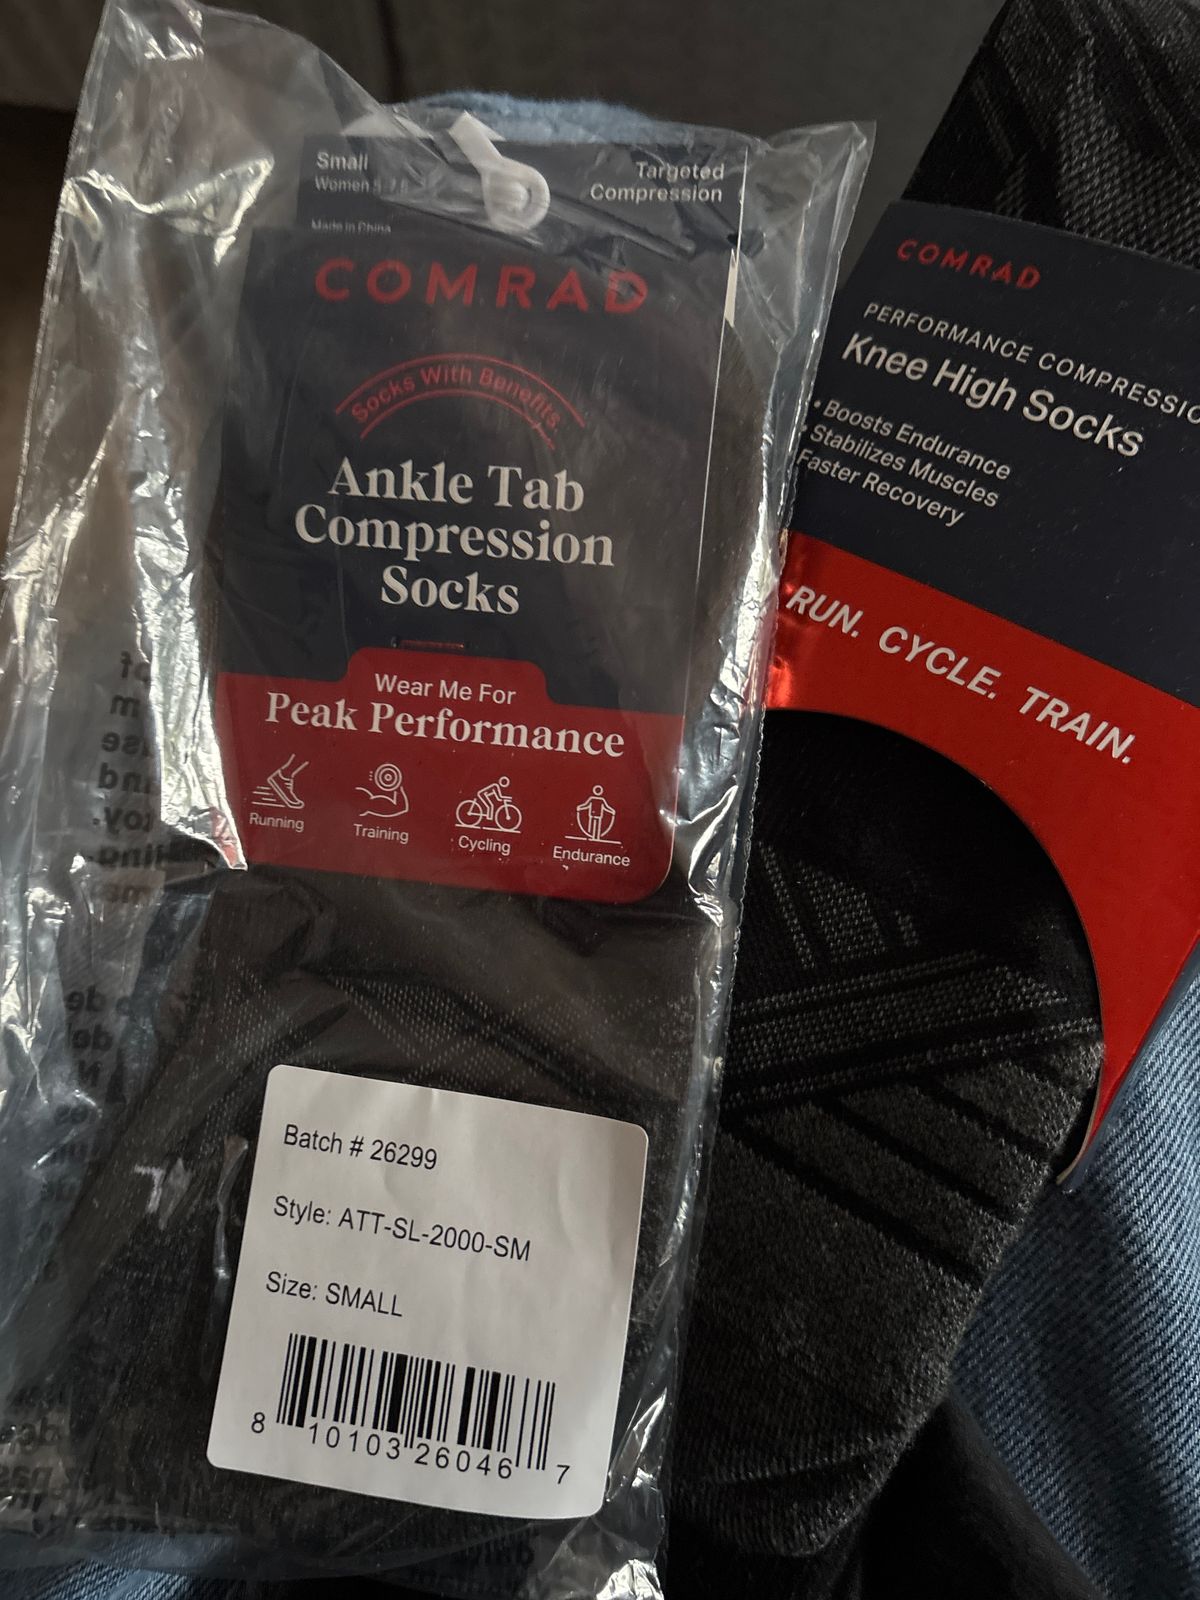 Small
Women 5-7.5
Made in China
Targeted
Compression
COMRAD
Socks With Benefits.
Ankle Tab
Compression
Socks
Wear Me For
Peak Performance
Running
Training
Cycling
Endurance
Batch # 26299
Style: ATT-SL-2000-SM
Size: SMALL
8 10103 26046 7
COMRAD
PERFORMANCE
Knee High Socks
• Boosts Endurance
• Stabilizes Muscles
Faster Recovery
RUN. CYCLE. TRAIN.